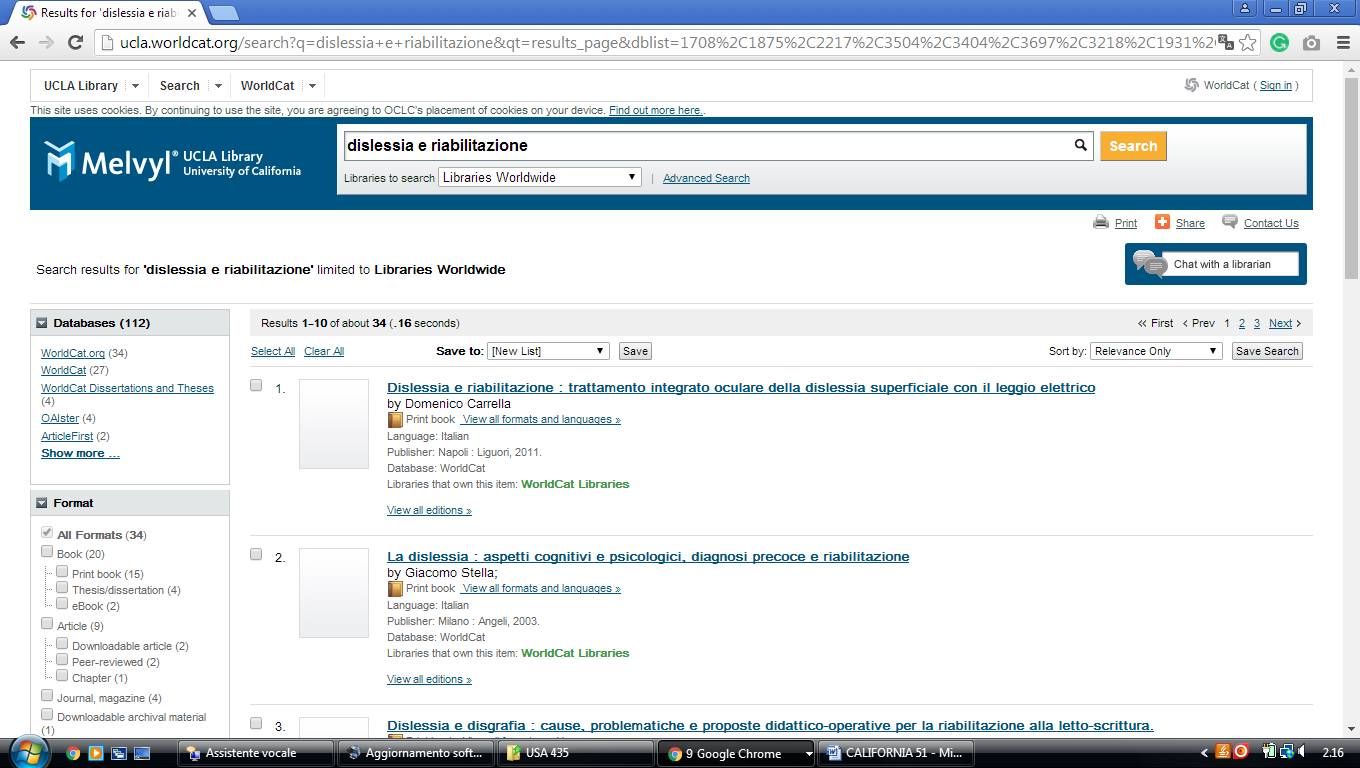 Results for 'dislessia e riab
ucla.worldcat.org/search?q=dislessia+e+riabilitazione&qt=results_page&dblist=1708%2C1875%2C2217%2C3504%2C3404%2C3697%2C3218%2C1931%2
UCLA Library Search WorldCat WorldCat ( Sign in )
This site uses cookies. By continuing to use the site, you are agreeing to OCLC's placement of cookies on your device. Find out more here..
Melvyl® UCLA Library
University of California
dislessia e riabilitazione Search
Libraries to search Libraries Worldwide | Advanced Search
Print Share Contact Us
Chat with a librarian
Search results for 'dislessia e riabilitazione' limited to Libraries Worldwide
Databases (112)
WorldCat.org (34)
WorldCat (27)
WorldCat Dissertations and Theses
(4)
OAIster (4)
ArticleFirst (2)
Show more ...
Format
All Formats (34)
Book (20)
Print book (15)
Thesis/dissertation (4)
eBook (2)
Article (9)
Downloadable article (2)
Peer-reviewed (2)
Chapter (1)
Journal, magazine (4)
Downloadable archival material
(1)
Results 1-10 of about 34 (.16 seconds) « First ‹ Prev 1 2 3 Next ›
Select All Clear All Save to: [New List] Save Sort by: Relevance Only Save Search
1. Dislessia e riabilitazione : trattamento integrato oculare della dislessia superficiale con il leggio elettrico
by Domenico Carrella
Print book View all formats and languages »
Language: Italian
Publisher: Napoli : Liguori, 2011.
Database: WorldCat
Libraries that own this item: WorldCat Libraries
View all editions »
2. La dislessia : aspetti cognitivi e psicologici, diagnosi precoce e riabilitazione
by Giacomo Stella;
Print book View all formats and languages »
Language: Italian
Publisher: Milano : Angeli, 2003.
Database: WorldCat
Libraries that own this item: WorldCat Libraries
View all editions »
3. Dislessia e disgrafia : cause, problematiche e proposte didattico-operative per la riabilitazione alla letto-scrittura.
Assistente vocale Aggiornamento soft... USA 435 9 Google Chrome CALIFORNIA 51 - Mi... 2.16